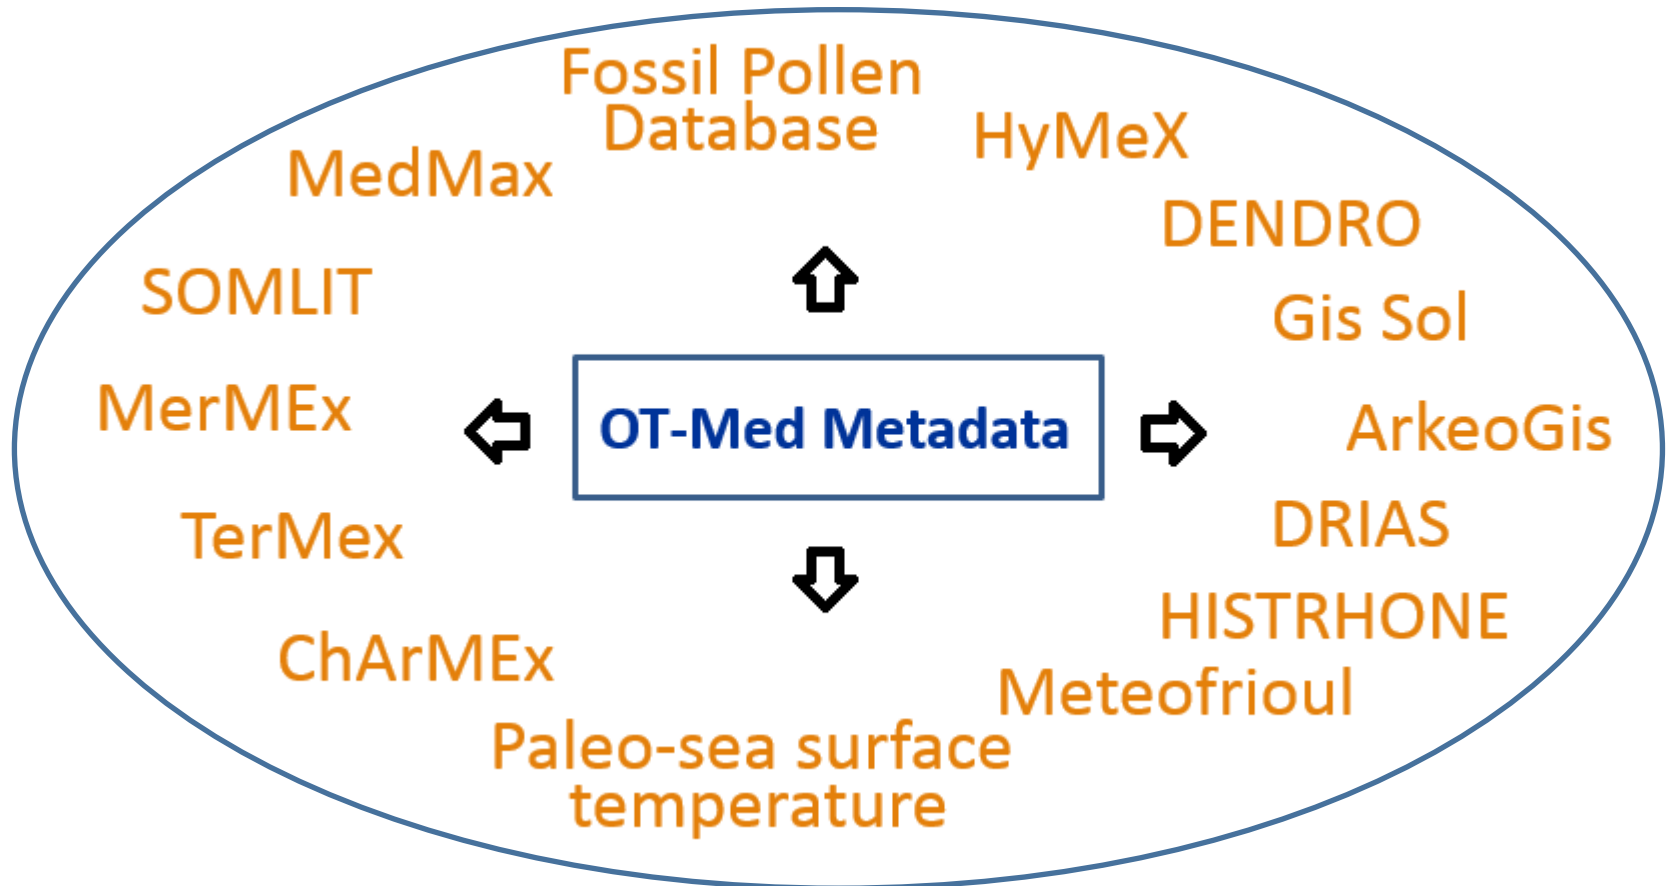 Fossil Pollen
Database
HyMeX
MedMax
DENDRO
SOMLIT
Gis Sol
MerMEx
OT-Med Metadata
ArkeoGis
TerMex
DRIAS
HISTRHONE
ChArMEx
Meteofrioul
Paleo-sea surface
temperature